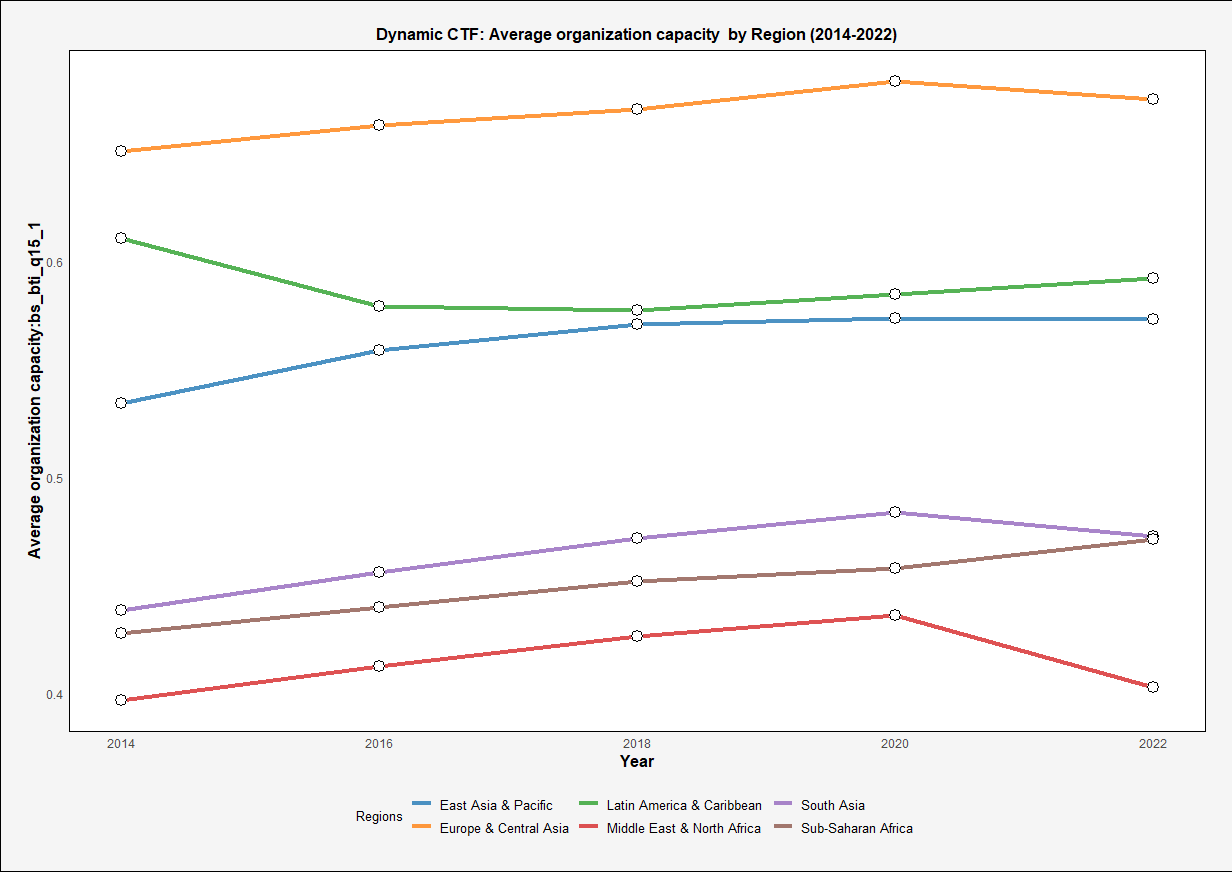 Dynamic CTF: Average organization capacity  by Region (2014-2022)
Average organization capacity:bs_bti_q15_1
0.6
0.5
0.4
2014 2016 2018 2020 2022
Year
Regions
East Asia & Pacific Latin America & Caribbean South Asia
Europe & Central Asia Middle East & North Africa Sub-Saharan Africa